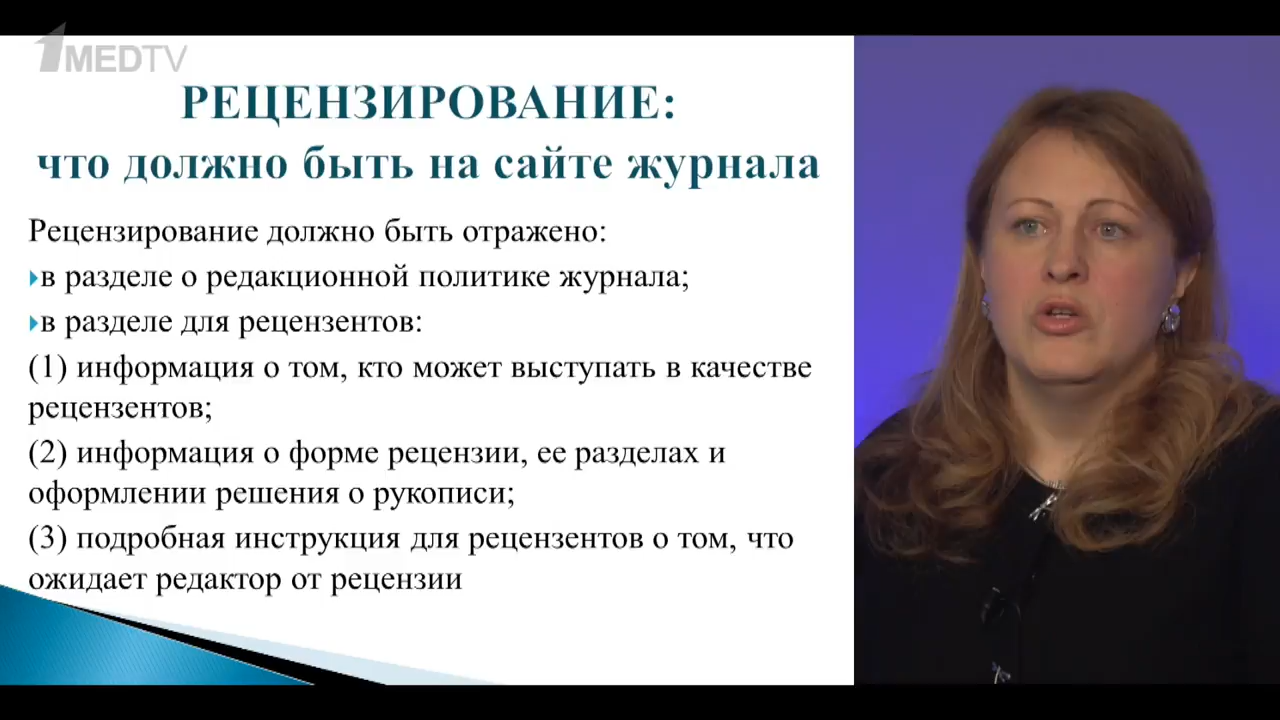 1MEDTV
РЕЦЕНЗИРОВАНИЕ:
что должно быть на сайте журнала
Рецензирование должно быть отражено:
в разделе о редакционной политике журнала;
в разделе для рецензентов:
(1) информация о том, кто может выступать в качестве
рецензентов;
(2) информация о форме рецензии, ее разделах и
оформлении решения о рукописи;
(3) подробная инструкция для рецензентов о том, что
ожидает редактор от рецензии